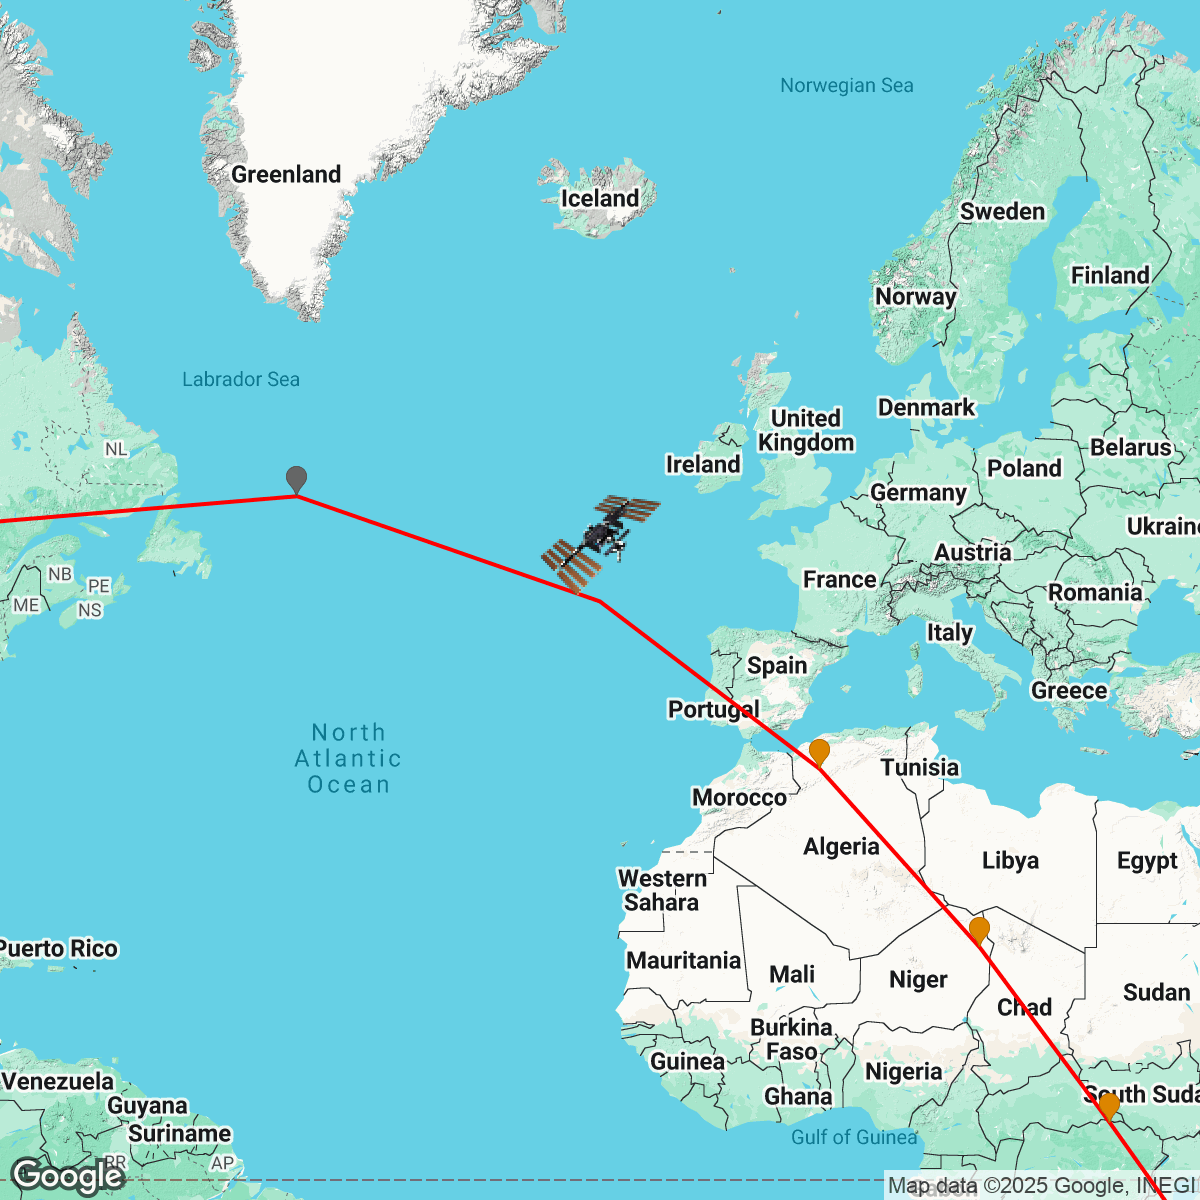 Norwegian Sea
Greenland
Iceland
Sweden
Finland
Norway
Labrador Sea
Denmark
United
Kingdom
NL
Ireland
Belarus
Poland
Germany
Ukraine
Austria
NB
PE
France
Romania
ME
NS
Italy
Spain
Greece
Portugal
North
Atlantic
Ocean
Tunisia
Morocco
Algeria
Libya
Egypt
Western
Sahara
Puerto Rico
Mauritania
Mali
Niger
Sudan
Chad
Burkina
Faso
Guinea
Nigeria
Venezuela
Ghana
South Suda
Guyana
Suriname
Gulf of Guinea
RR
AP
Google
Gabon
Map data ©2025 Google, INEGI